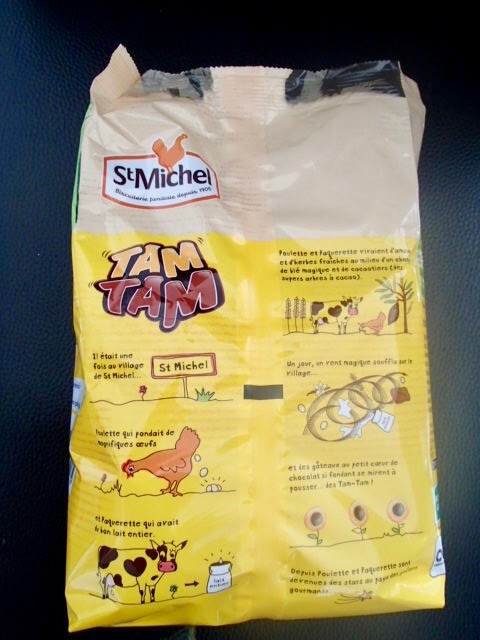 St Michel
Biscuiterie familiale depuis 1905
TAM
TAM
Il était une
fois au village
de St Michel...
St Michel
Poulette qui pondait de
magnifiques œufs
et Pâquerette qui avait
du bon lait entier.
lait
entier
Poulette et Pâquerette vivaient d'amour
et d'herbes fraîches au milieu d'un champ
de blé magique et de cacaotiers (des
supers arbres à cacao).
Un jour, un vent magique souffla sur le
village...
et des gâteaux au petit cœur de
chocolat si fondant se mirent à
pousser... des Tam-Tam !
Depuis Poulette et Pâquerette sont
devenues des stars au pays des
gourmands.